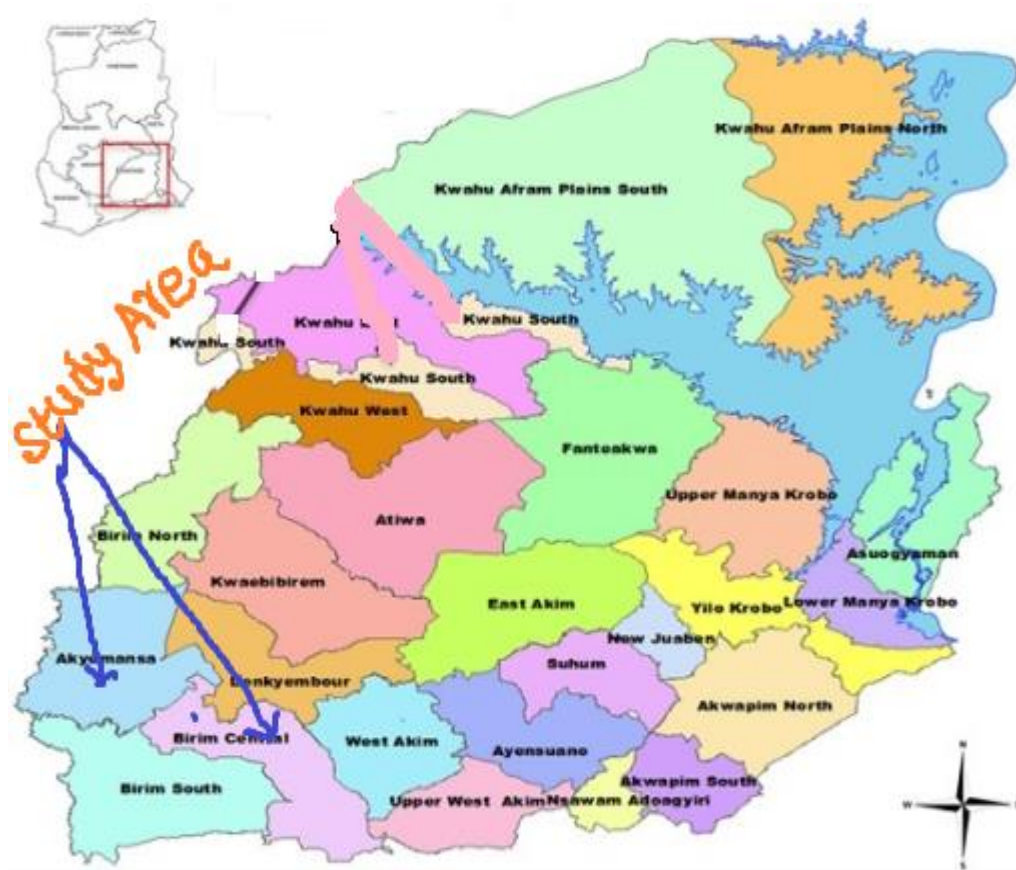 Kwahu Afram Plains North
Kwahu Afram Plains South
Study Area
Kwahu
Kwahu South
Kwahu South
Kwahu South
Kwahu West
Fantoakwa
Upper Manya Krobo
Atiwa
Birim North
Asuogyaman
Kwaebibirem
East Akim
Yilo Krobo
Lower Manya Krobo
New Juaben
Akyemansa
Suhum
Denkyembour
Akwapim North
Birim Central
West Akim
Ayensuano
Birim South
Akwapim South
Upper West Akim
Nsawam Adoagyiri
N
W
S